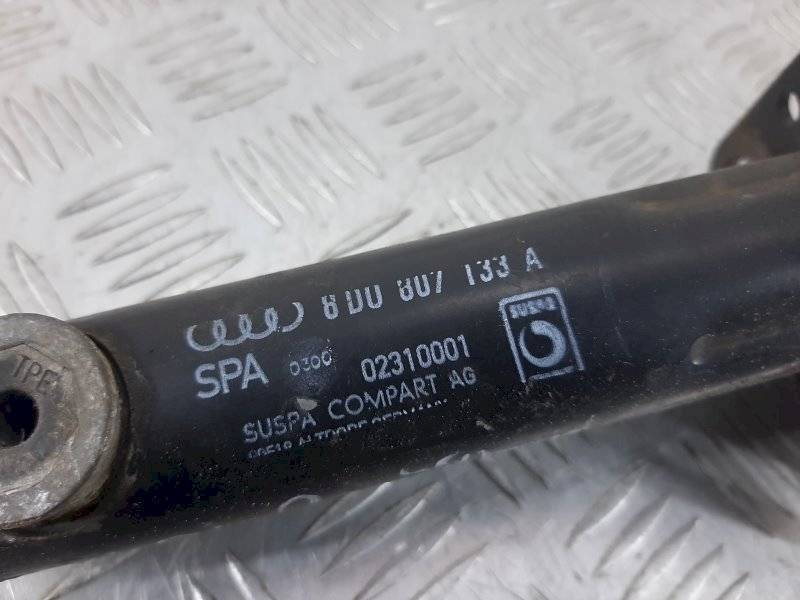 8D0 807 133 A
SUSPA
SPA 0300 02310001
SUSPA COMPART AG
TPE